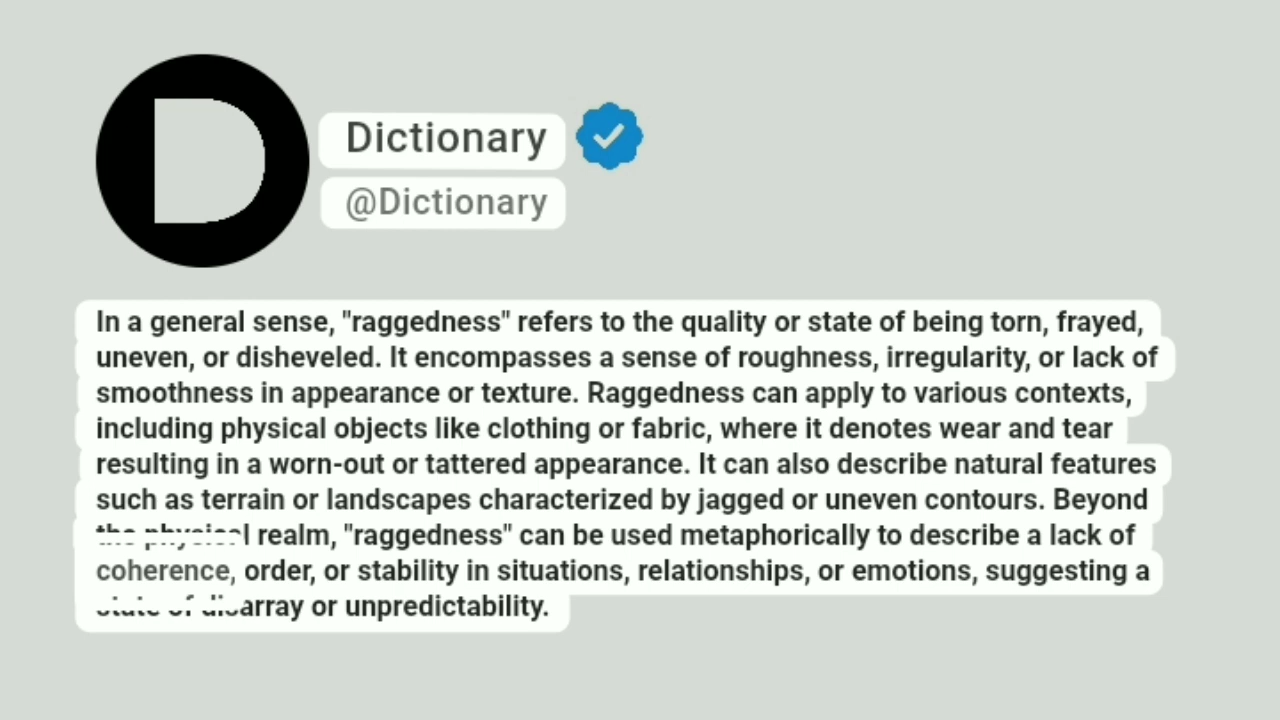 D
Dictionary
@Dictionary
In a general sense, "raggedness" refers to the quality or state of being torn, frayed,
uneven, or disheveled. It encompasses a sense of roughness, irregularity, or lack of
smoothness in appearance or texture. Raggedness can apply to various contexts,
including physical objects like clothing or fabric, where it denotes wear and tear
resulting in a worn-out or tattered appearance. It can also describe natural features
such as terrain or landscapes characterized by jagged or uneven contours. Beyond
the physical realm, "raggedness" can be used metaphorically to describe a lack of
coherence, order, or stability in situations, relationships, or emotions, suggesting a
state of disarray or unpredictability.